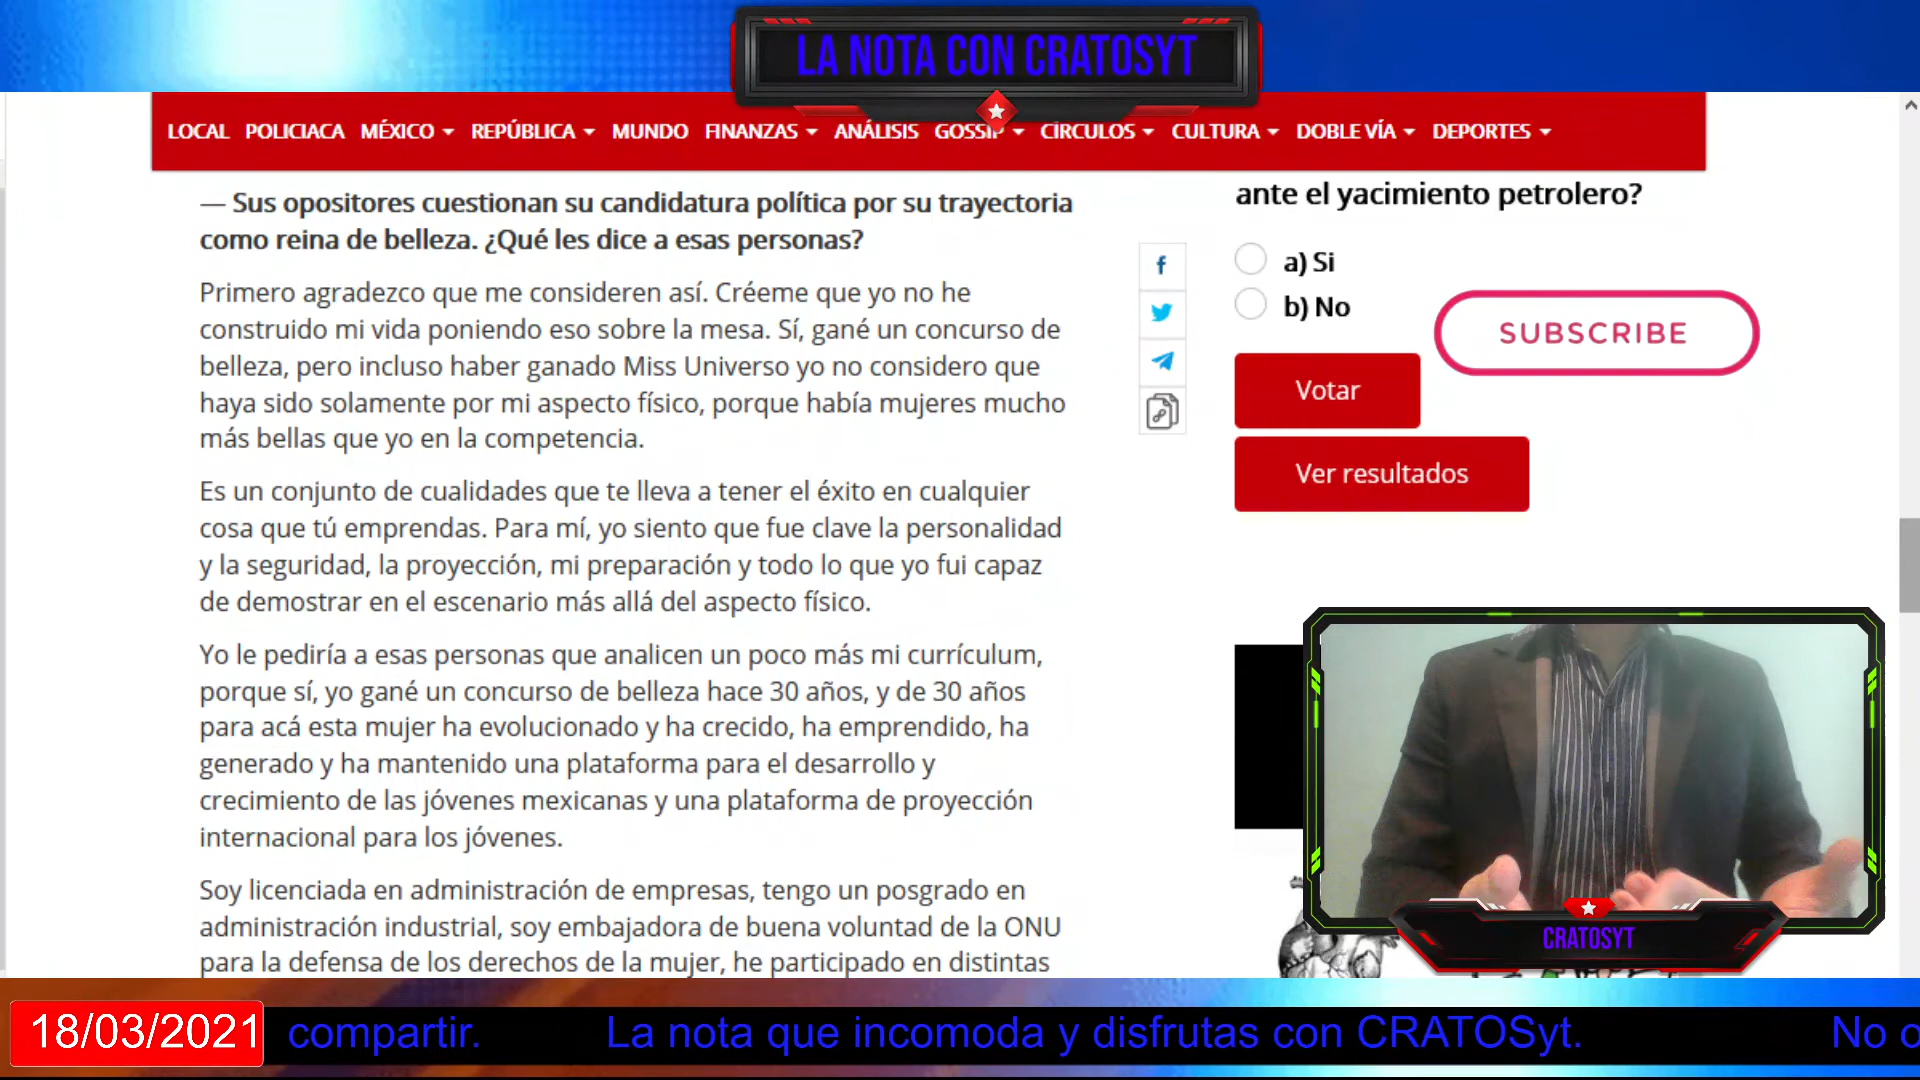 LA NOTA CON CRATOSYT
LOCAL POLICIACA MÉXICO REPÚBLICA MUNDO FINANZAS ANÁLISIS GOSSIP CÍRCULOS CULTURA DOBLE VÍA DEPORTES
— Sus opositores cuestionan su candidatura política por su trayectoria
como reina de belleza. ¿Qué les dice a esas personas?
Primero agradezco que me consideren así. Créeme que yo no he
construido mi vida poniendo eso sobre la mesa. Sí, gané un concurso de
belleza, pero incluso haber ganado Miss Universo yo no considero que
haya sido solamente por mi aspecto físico, porque había mujeres mucho
más bellas que yo en la competencia.
Es un conjunto de cualidades que te lleva a tener el éxito en cualquier
cosa que tú emprendas. Para mí, yo siento que fue clave la personalidad
y la seguridad, la proyección, mi preparación y todo lo que yo fui capaz
de demostrar en el escenario más allá del aspecto físico.
Yo le pediría a esas personas que analicen un poco más mi currículum,
porque sí, yo gané un concurso de belleza hace 30 años, y de 30 años
para acá esta mujer ha evolucionado y ha crecido, ha emprendido, ha
generado y ha mantenido una plataforma para el desarrollo y
crecimiento de las jóvenes mexicanas y una plataforma de proyección
internacional para los jóvenes.
Soy licenciada en administración de empresas, tengo un posgrado en
administración industrial, soy embajadora de buena voluntad de la ONU
para la defensa de los derechos de la mujer, he participado en distintas
ante el yacimiento petrolero?
a) Si
b) No
SUBSCRIBE
Votar
Ver resultados
CRATOSYT
18/03/2021
compartir. La nota que incomoda y disfrutas con CRATOSyt. No